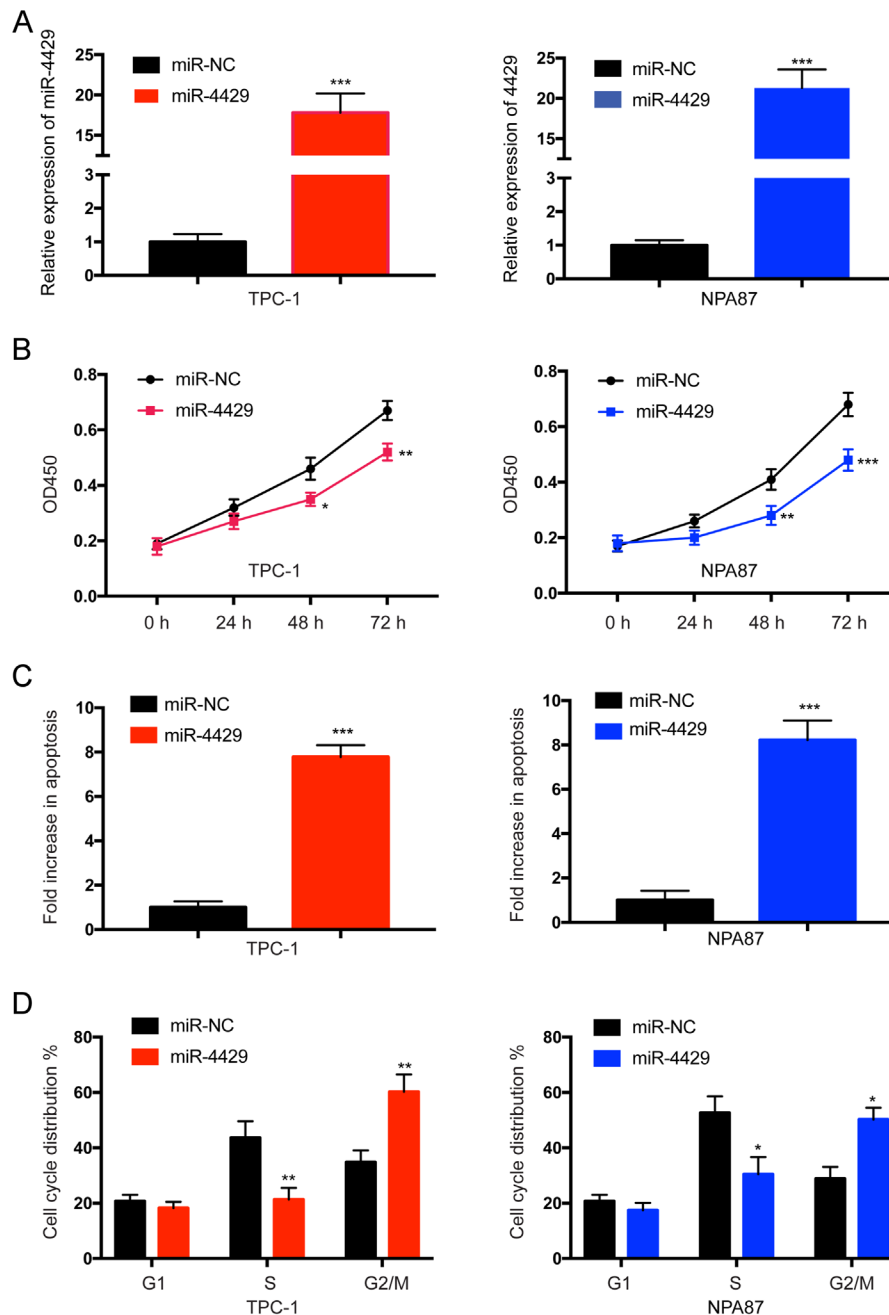 A
Relative expression of miR-4429
25
20
15
3
2
1
0
miR-NC
miR-4429
***
TPC-1
Relative expression of 4429
25
20
15
3
2
1
0
miR-NC
miR-4429
***
NPA87
B
OD450
0.8
0.6
0.4
0.2
0.0
miR-NC
miR-4429
**
*
TPC-1
0 h 24 h 48 h 72 h
OD450
0.8
0.6
0.4
0.2
0.0
miR-NC
miR-4429
***
**
NPA87
0 h 24 h 48 h 72 h
C
Fold increase in apoptosis
10
8
6
4
2
0
miR-NC
miR-4429
***
TPC-1
Fold increase in apoptosis
10
8
6
4
2
0
miR-NC
miR-4429
***
NPA87
D
Cell cycle distribution %
80
60
40
20
0
miR-NC
miR-4429
**
**
G1 S G2/M
TPC-1
Cell cycle distribution %
80
60
40
20
0
miR-NC
miR-4429
*
*
G1 S G2/M
NPA87